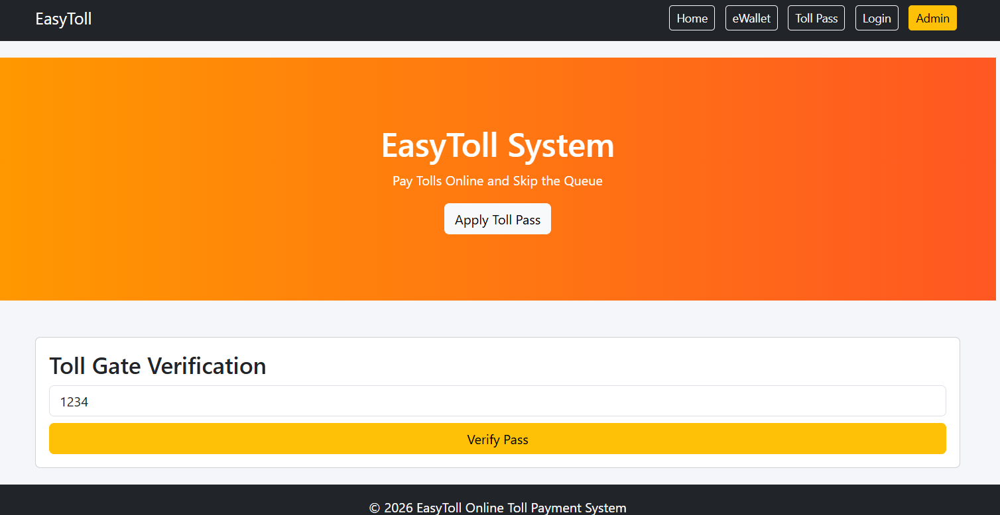 EasyToll
Home eWallet Toll Pass Login Admin
EasyToll System
Pay Tolls Online and Skip the Queue
Apply Toll Pass
Toll Gate Verification
1234
Verify Pass
© 2026 EasyToll Online Toll Payment System